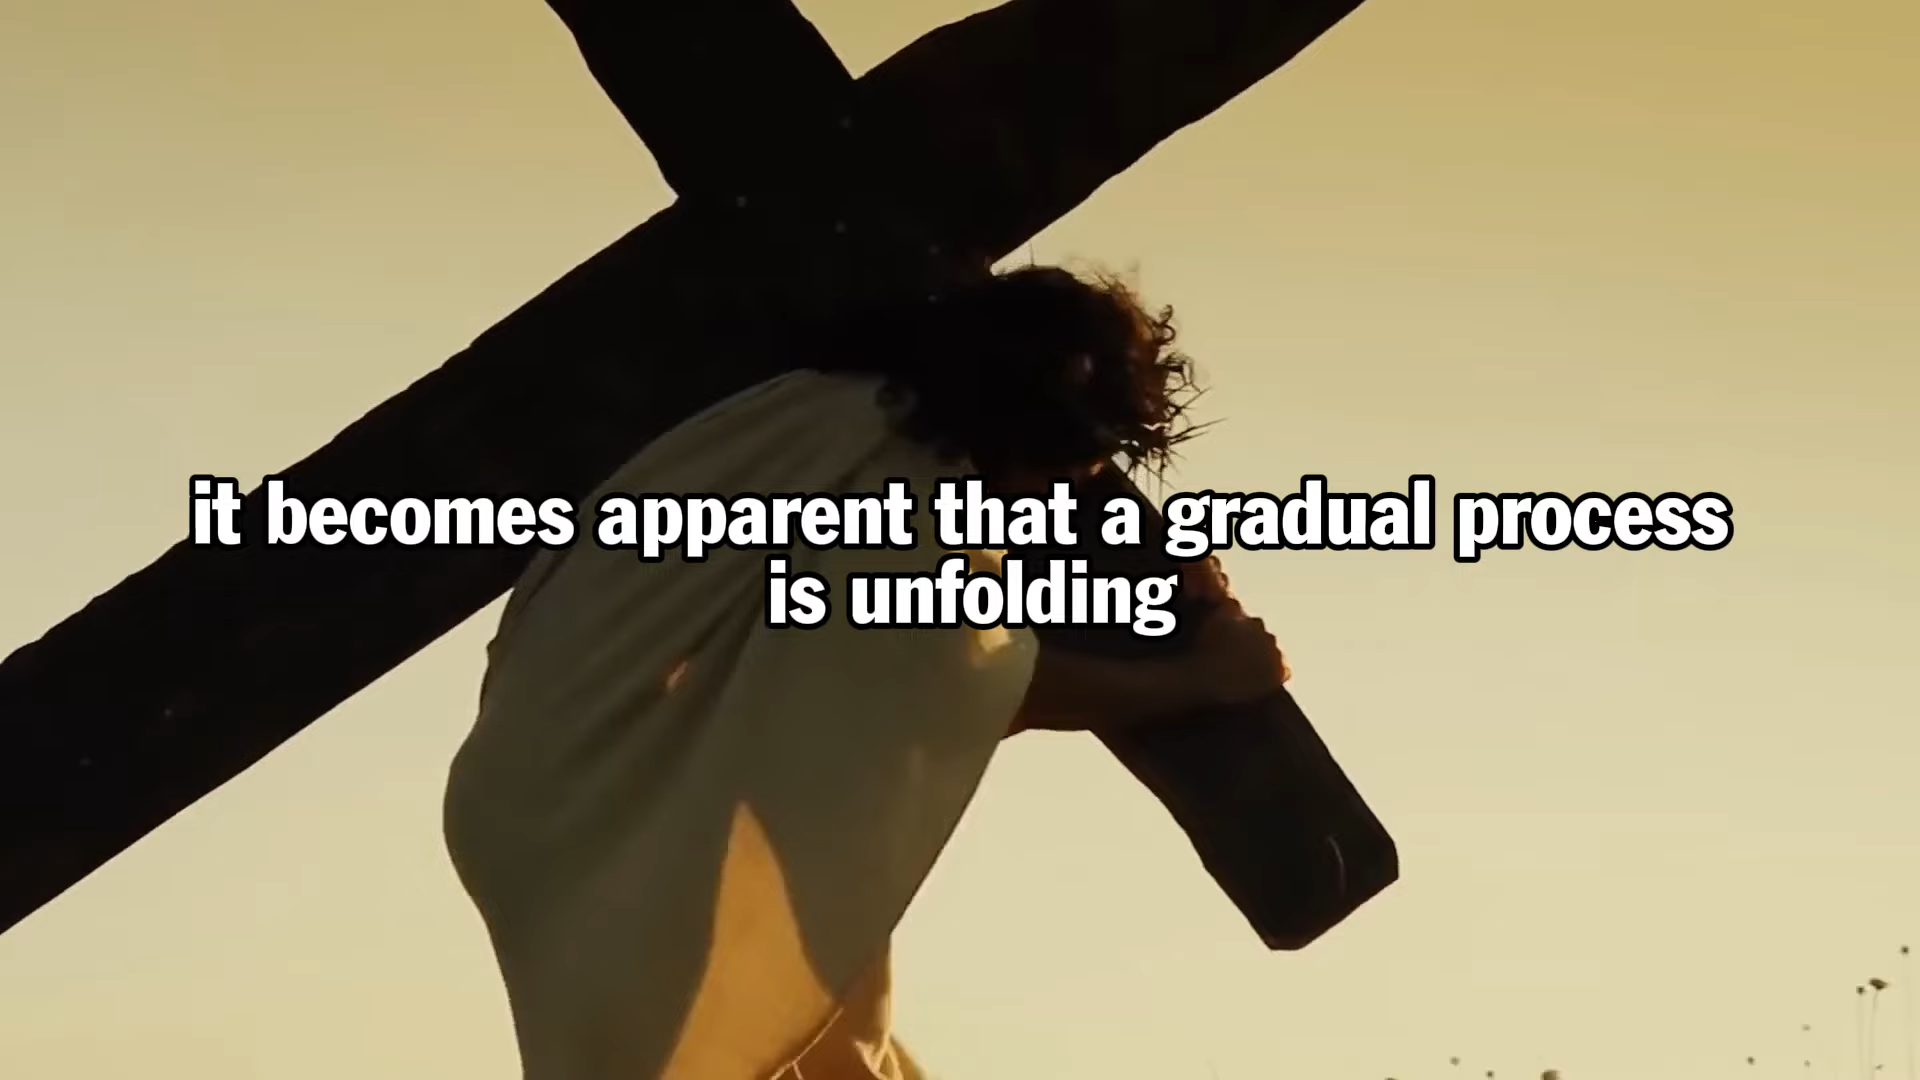 it becomes apparent that a gradual process
is unfolding